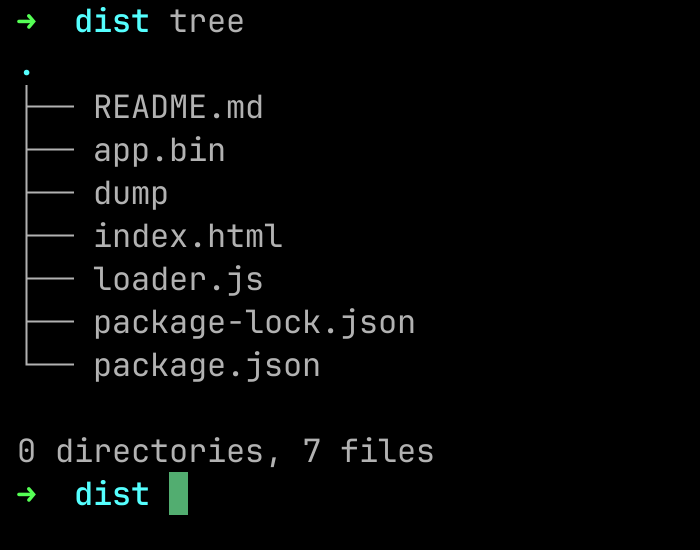 ➜ dist tree
.
├── README.md
├── app.bin
├── dump
├── index.html
├── loader.js
├── package-lock.json
└── package.json
0 directories, 7 files
➜ dist